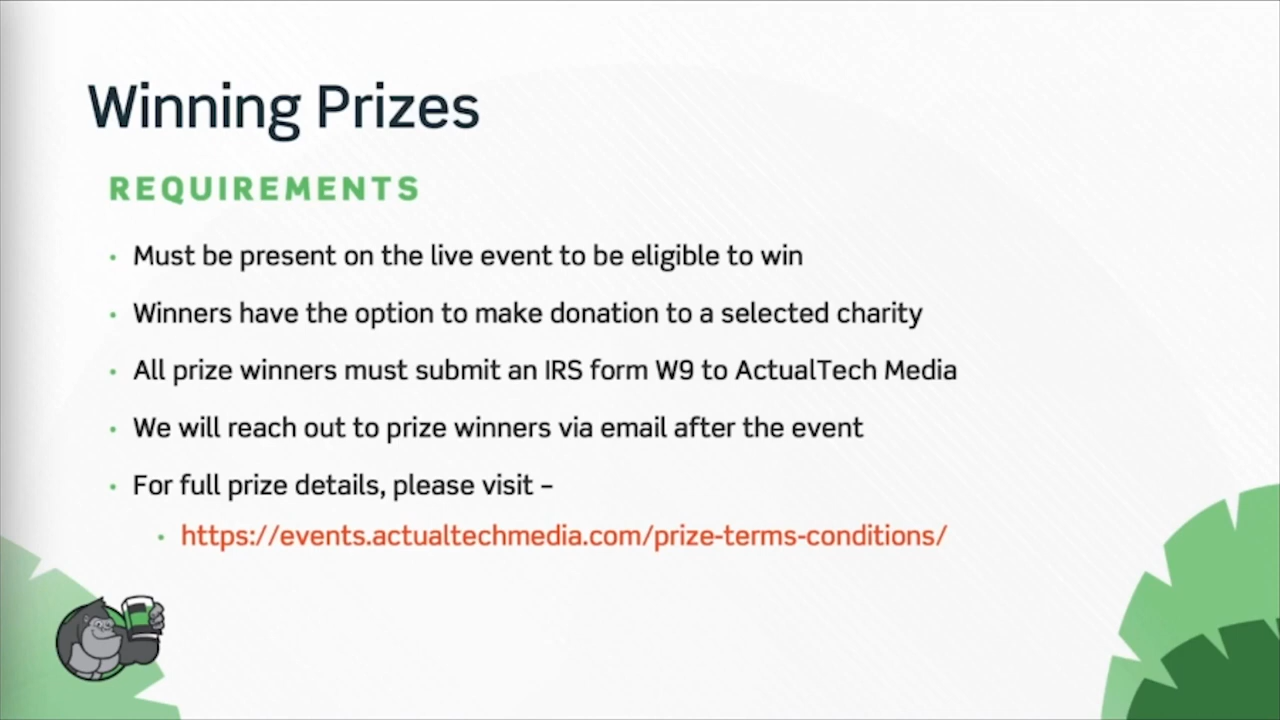 Winning Prizes
REQUIREMENTS
• Must be present on the live event to be eligible to win
• Winners have the option to make donation to a selected charity
• All prize winners must submit an IRS form W9 to ActualTech Media
• We will reach out to prize winners via email after the event
• For full prize details, please visit –
• https://events.actualtechmedia.com/prize-terms-conditions/